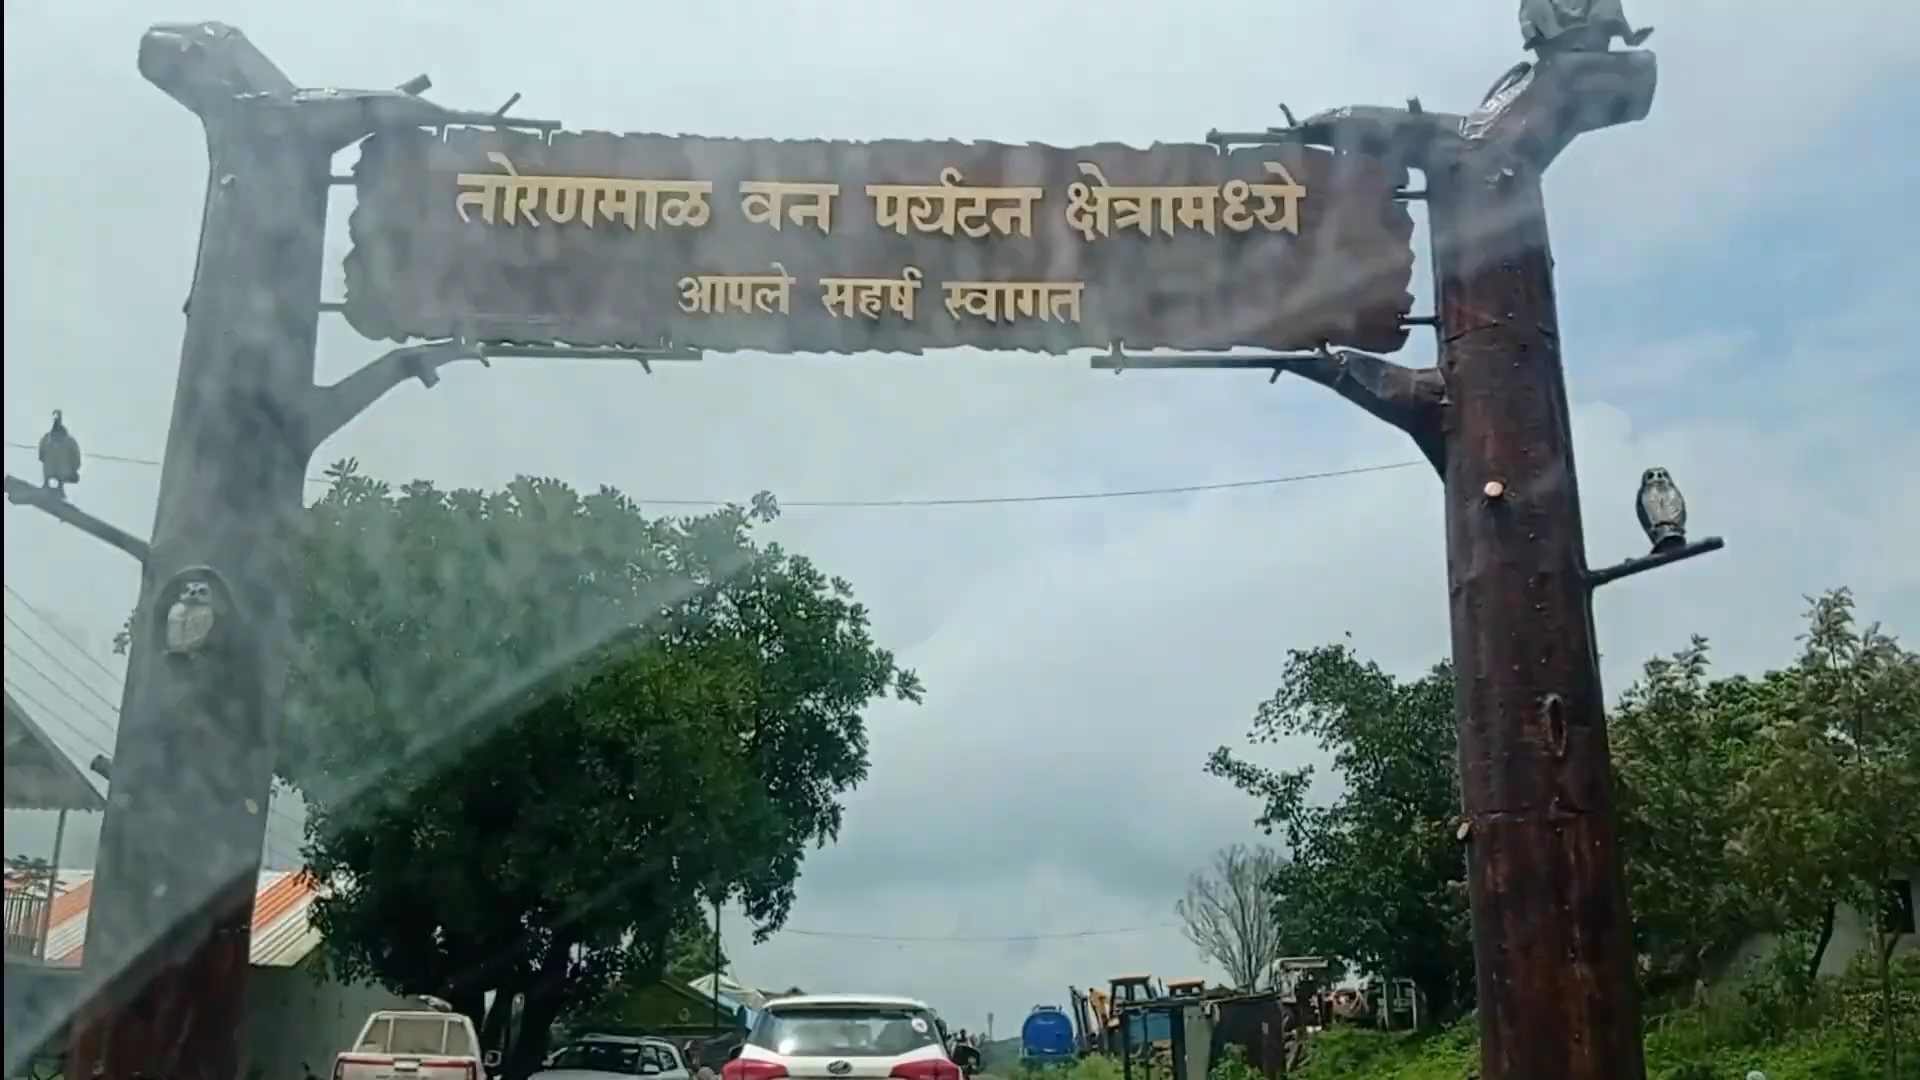 तोरणमाळ वन पर्यटन क्षेत्रामध्ये
आपले सहर्ष स्वागत